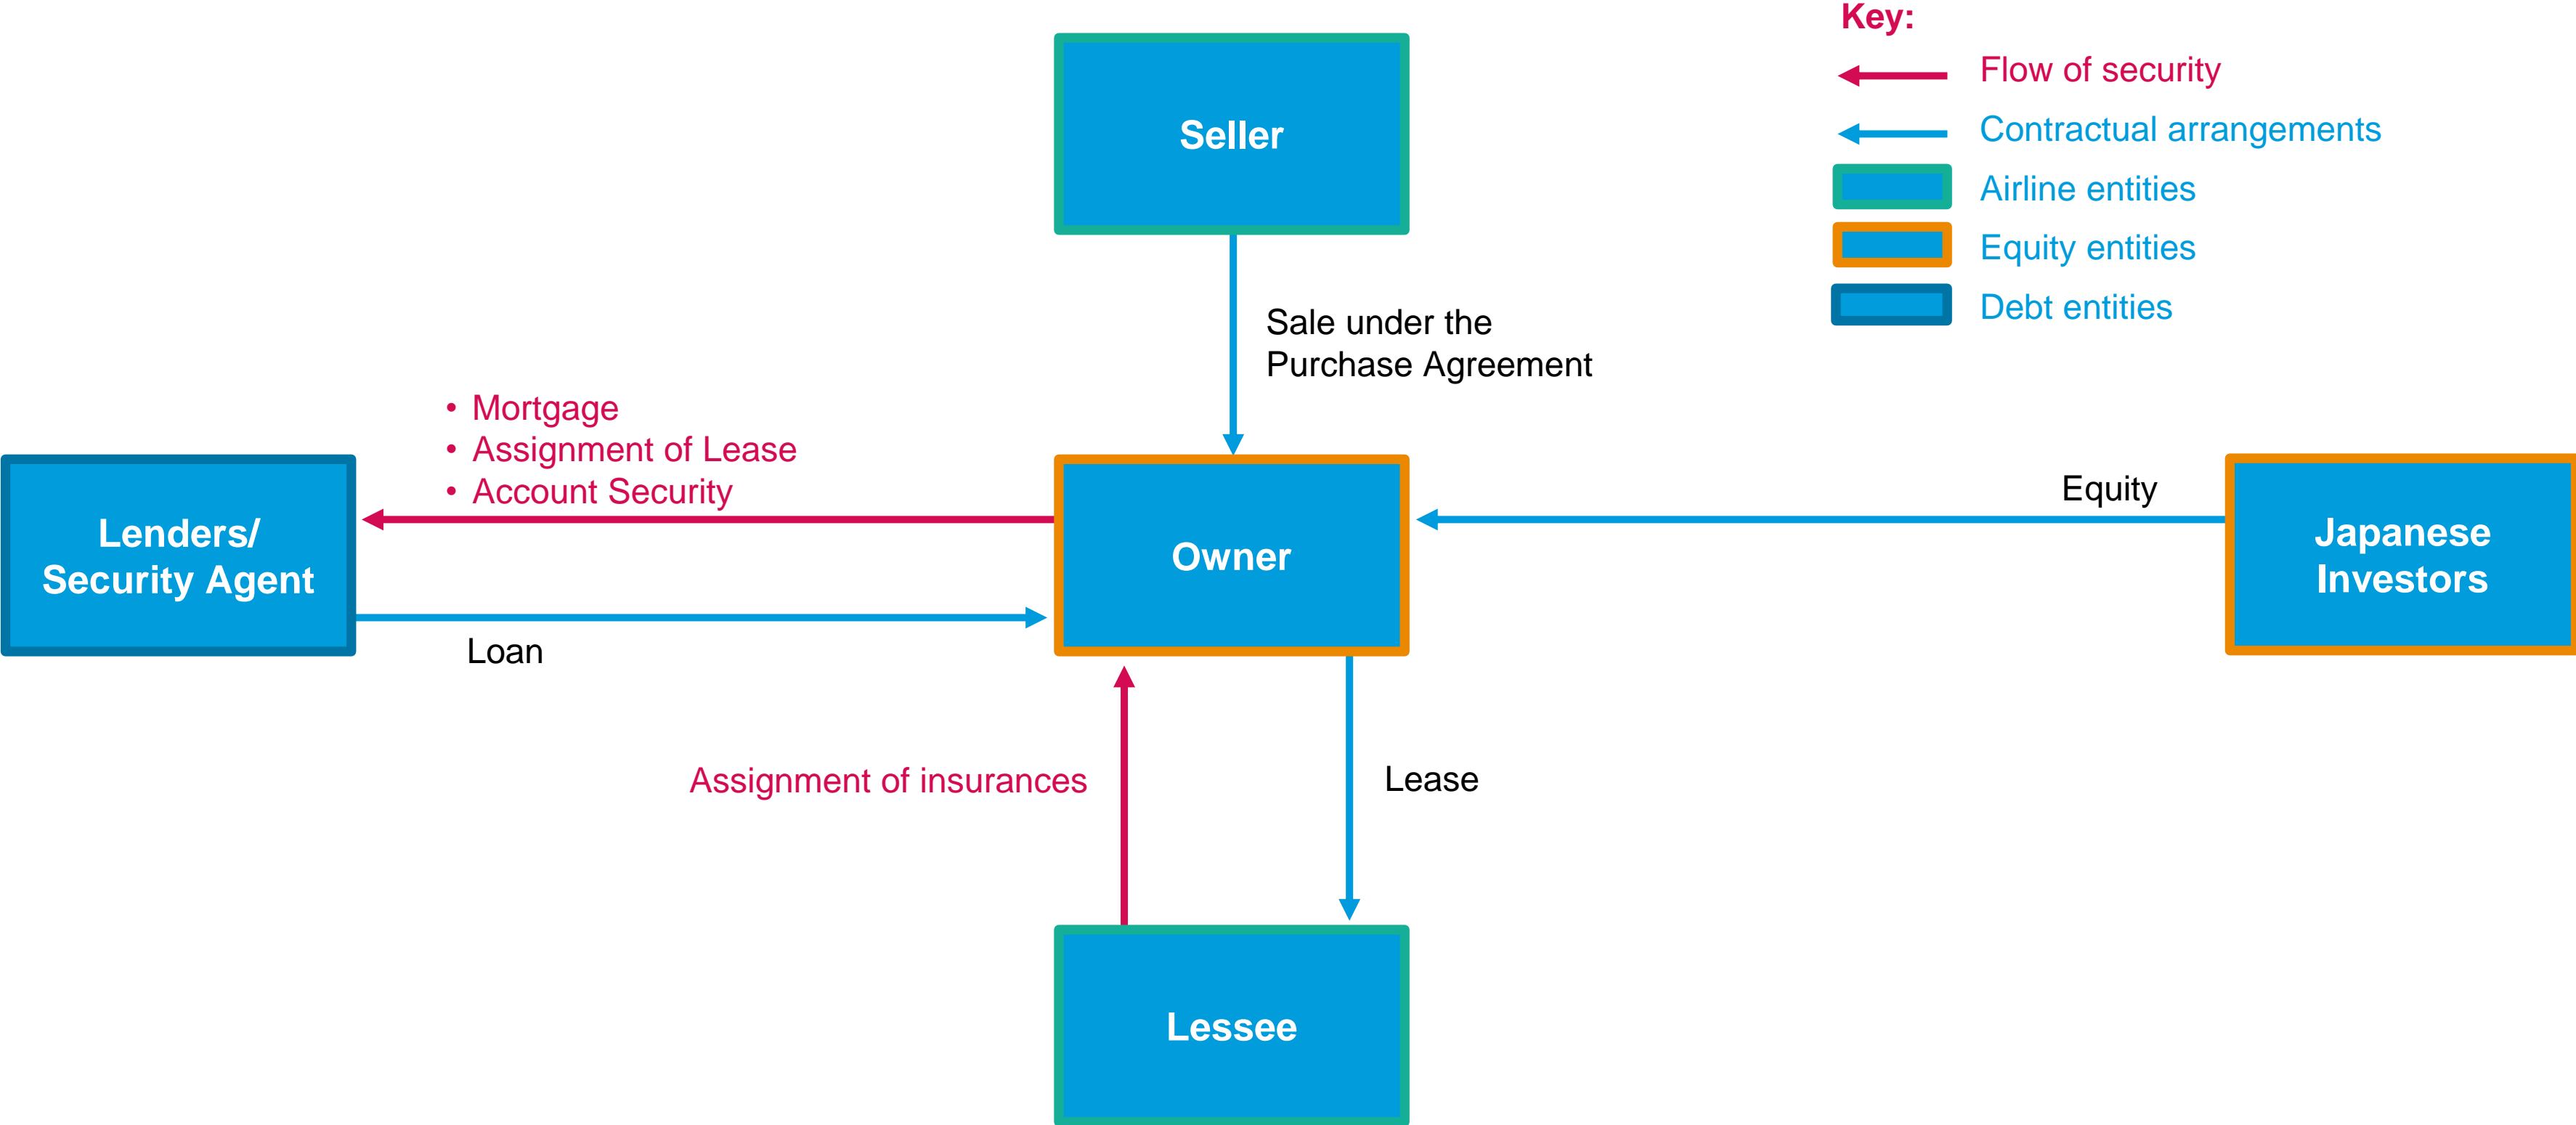 Key:
Flow of security
Contractual arrangements
Airline entities
Equity entities
Debt entities
Seller
Sale under the
Purchase Agreement
• Mortgage
• Assignment of Lease
• Account Security
Lenders/
Security Agent
Loan
Owner
Equity
Japanese
Investors
Assignment of insurances
Lease
Lessee